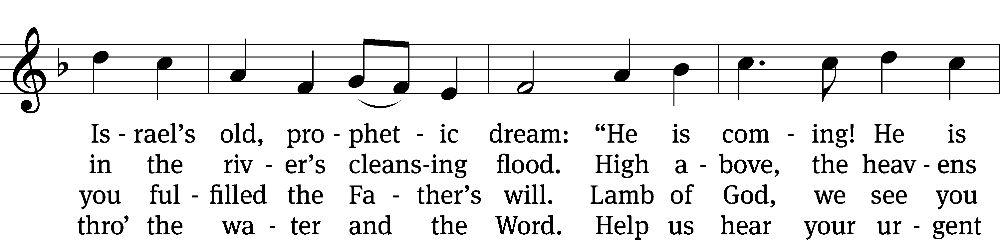 Is - rael’s old, pro - phet - ic dream: “He is com - ing! He is
in the riv - er’s cleans-ing flood. High a - bove, the heav - ens
you ful - filled the Fa - ther’s will. Lamb of God, we see you
thro’ the wa - ter and the Word. Help us hear your ur - gent